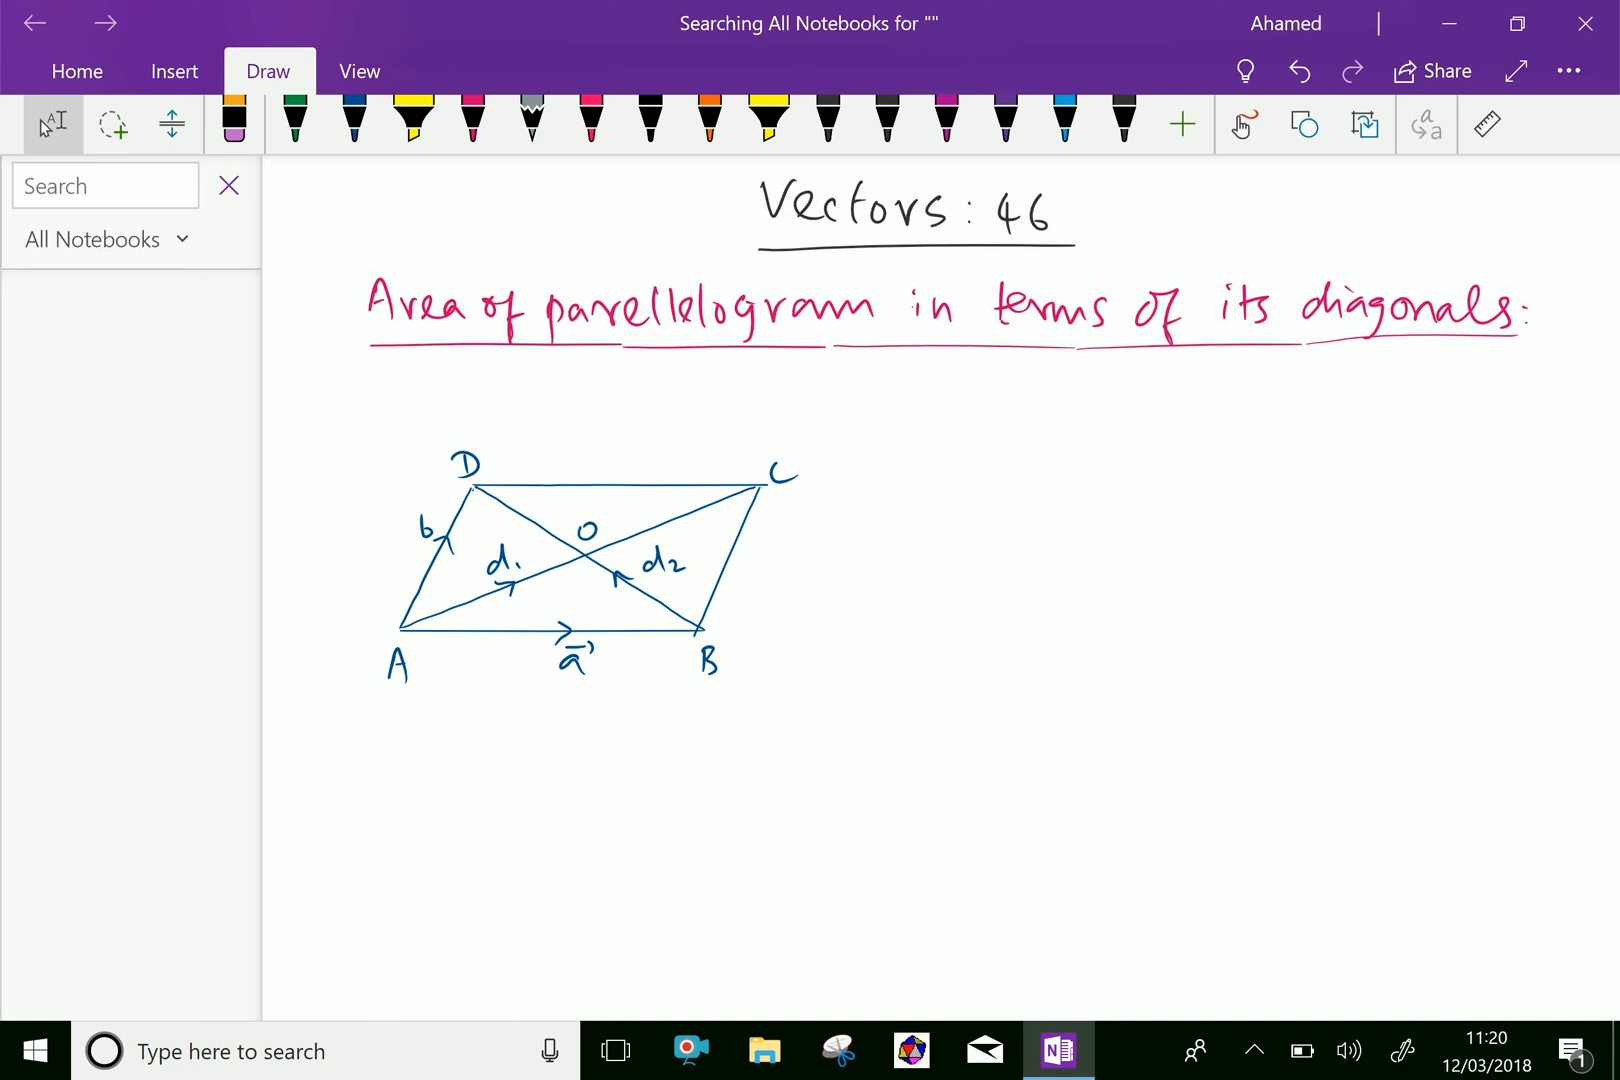 Searching All Notebooks for ""
Ahamed
Home Insert Draw View
Share
Search
All Notebooks
Vectors: 46
Area of parellelogram in terms of its diagonals:
D
C
b
O
d₁
d₂
A
a⃗
B
Type here to search
11:20
12/03/2018
1